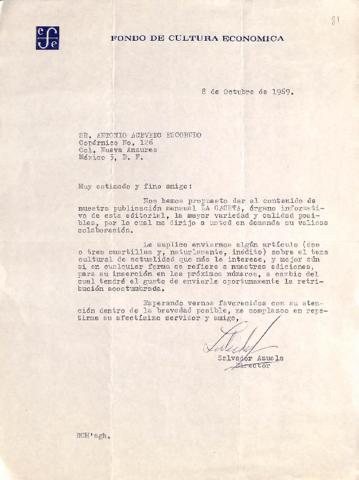 81
FONDO DE CULTURA ECONOMICA
8 de Octubre de 1969.
SR. ANTONIO ACEVEDO ESCOBEDO
Copérnico No. 126
Col. Nueva Anzures
México 5, D. F.
Muy estimado y fino amigo:
Nos hemos propuesto dar al contenido de
nuestra publicación mensual LA GACETA, órgano informati-
vo de esta editorial, la mayor variedad y calidad posi-
bles, por lo cual me dirijo a usted en demanda su valiosa
colaboración.
Le suplico enviarnos algún artículo (dos
o tres cuartillas y, naturalmente, inédito) sobre el tema
cultural de actualidad que más le interese, y mejor aún
si en cualquier forma se refiere a nuestras ediciones,
para su inserción en los próximos números, a cambio del
cual tendré el gusto de enviarle oportunamente la retri-
bución acostumbrada.
Esperando vernos favorecidos con su aten-
ción dentro de la brevedad posible, me complazco en repe-
tirme su afectísimo servidor y amigo,
Salvador Azuela
Director